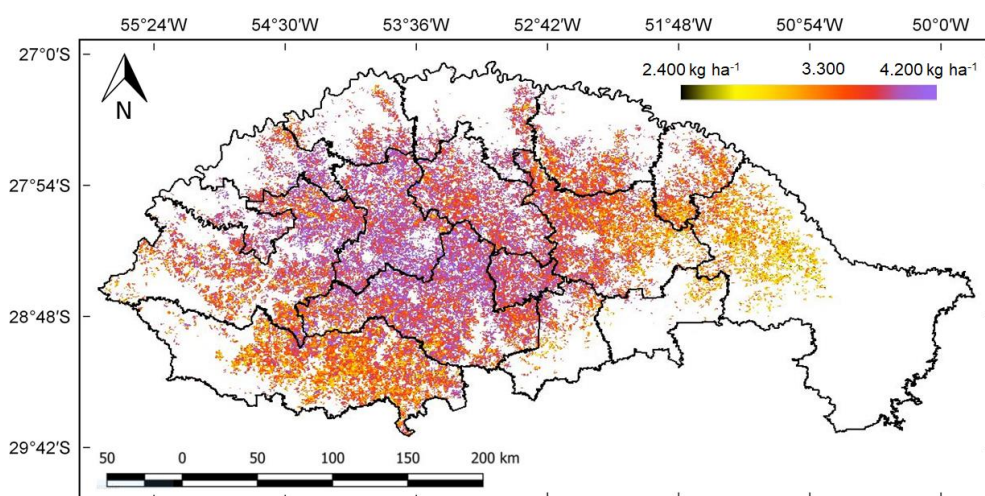 55°24′W 54°30′W 53°36′W 52°42′W 51°48′W 50°54′W 50°0′W
27°0′S
2.400 kg ha⁻¹ 3.300 4.200 kg ha⁻¹
N
27°54′S
28°48′S
29°42′S
50 0 50 100 150 200 km